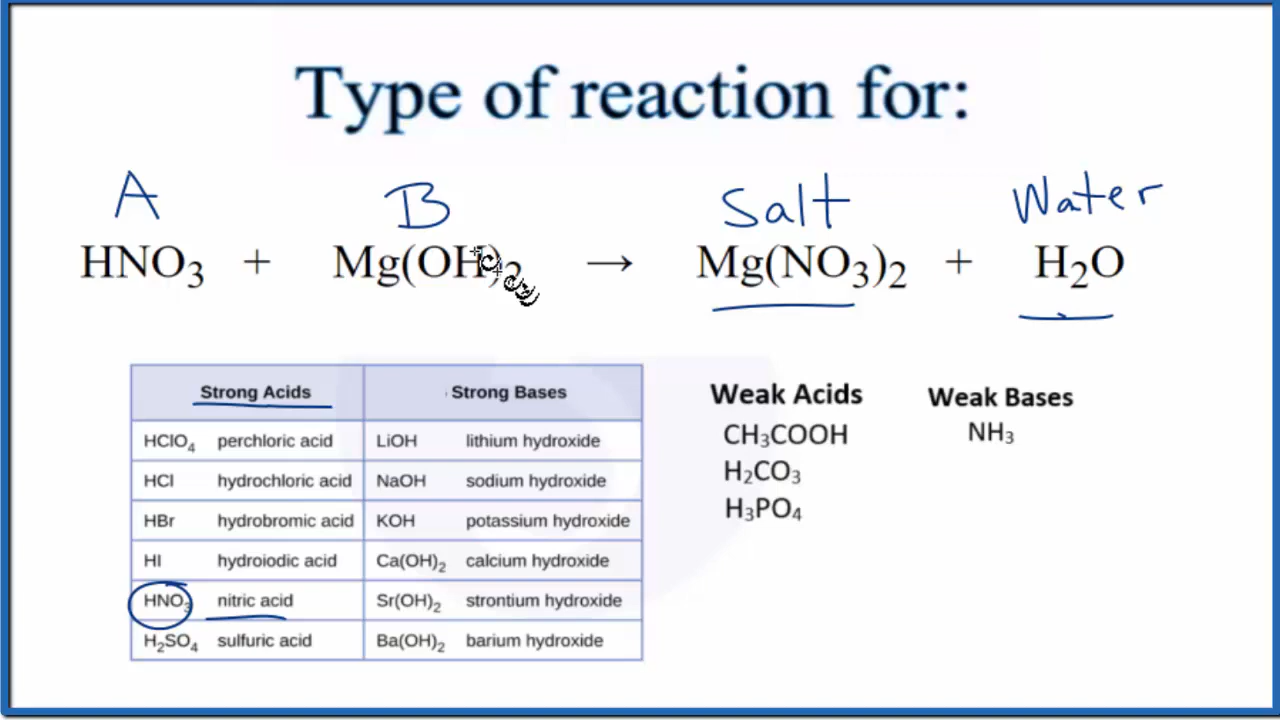 Type of reaction for:
A B Salt Water
HNO₃ + Mg(OH)₂ → Mg(NO₃)₂ + H₂O
Strong Acids Strong Bases
HClO₄ perchloric acid LiOH lithium hydroxide
HCl hydrochloric acid NaOH sodium hydroxide
HBr hydrobromic acid KOH potassium hydroxide
HI hydroiodic acid Ca(OH)₂ calcium hydroxide
HNO₃ nitric acid Sr(OH)₂ strontium hydroxide
H₂SO₄ sulfuric acid Ba(OH)₂ barium hydroxide
Weak Acids
CH₃COOH
H₂CO₃
H₃PO₄
Weak Bases
NH₃